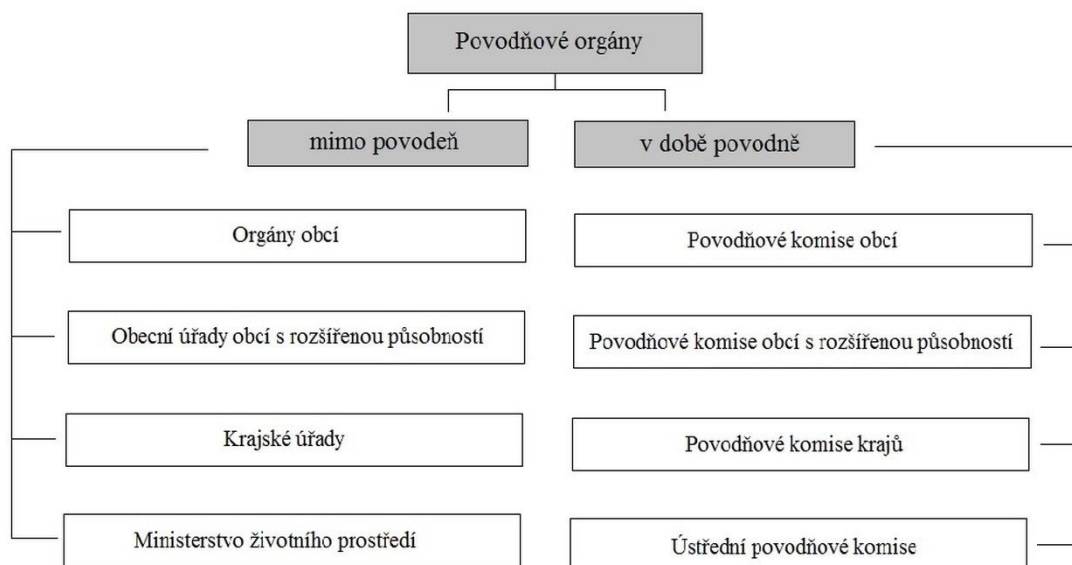 Povodňové orgány
mimo povodeň
v době povodně
Orgány obcí
Povodňové komise obcí
Obecní úřady obcí s rozšířenou působností
Povodňové komise obcí s rozšířenou působností
Krajské úřady
Povodňové komise krajů
Ministerstvo životního prostředí
Ústřední povodňové komise